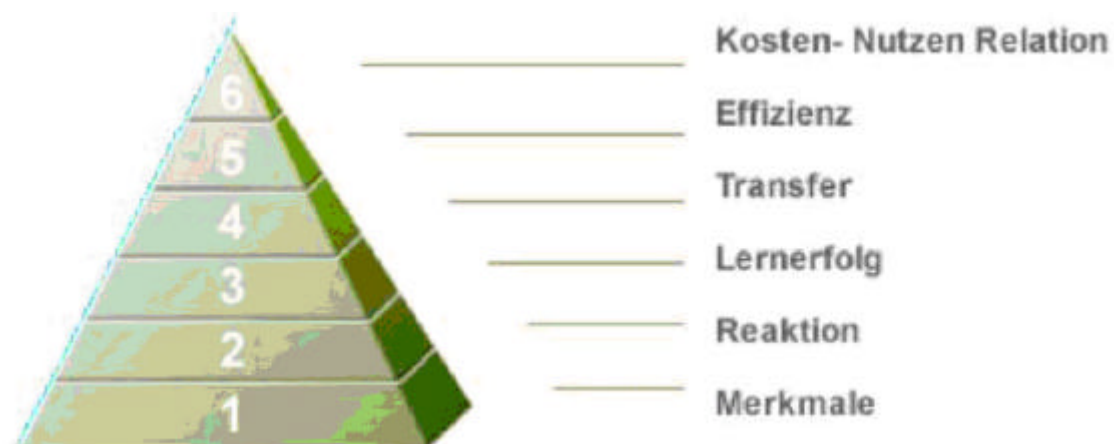 6 Kosten- Nutzen Relation
5 Effizienz
4 Transfer
3 Lernerfolg
2 Reaktion
1 Merkmale